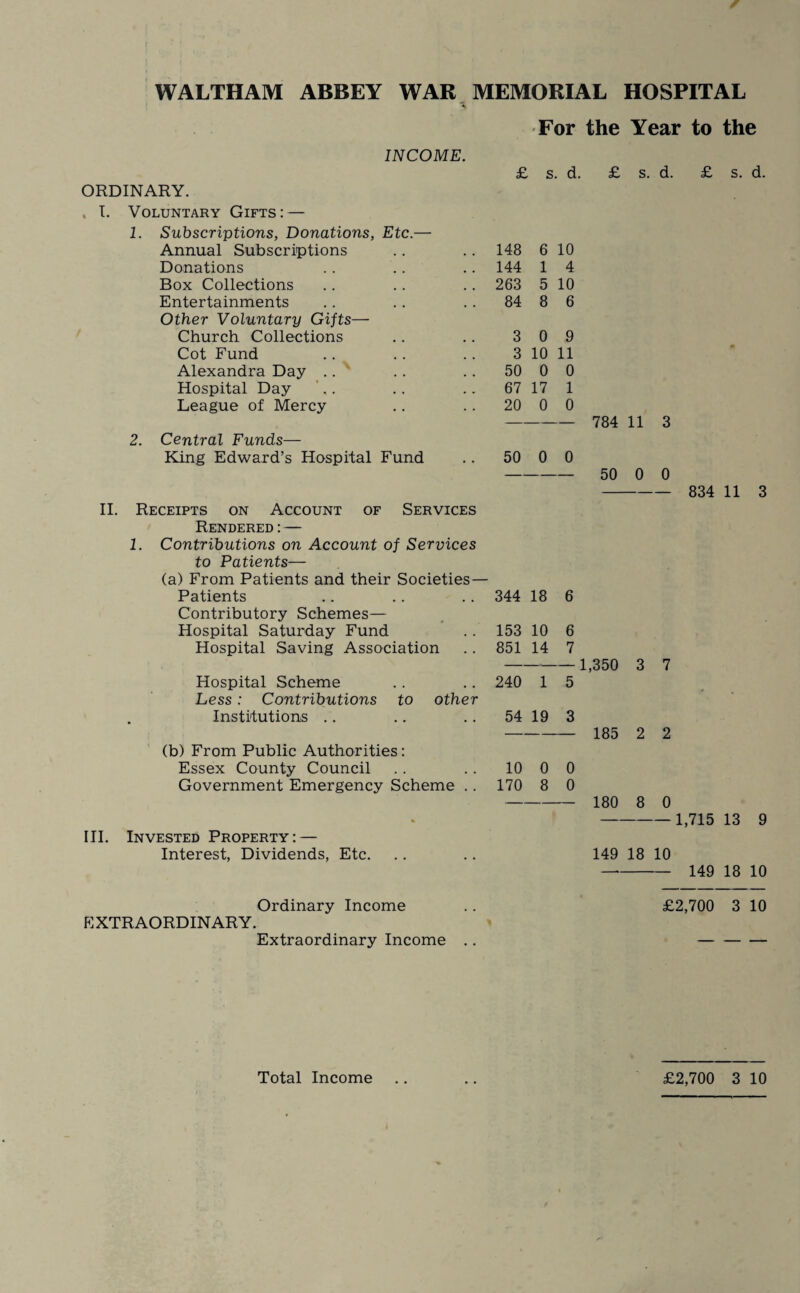 WALTHAM ABBEY WAR MEMORIAL HOSPITAL
For the Year to the
INCOME.
£ s. d. £ s. d. £ s. d.
ORDINARY.
I. VOLUNTARY GIFTS:—
1. Subscriptions, Donations, Etc.—
Annual Subscriptions .. .. 148 6 10
Donations .. .. .. 144 1 4
Box Collections .. .. .. 263 5 10
Entertainments .. .. .. 84 8 6
Other Voluntary Gifts—
Church Collections .. .. 3 0 9
Cot Fund .. .. .. 3 10 11
Alexandra Day .. .. .. 50 0 0
Hospital Day .. .. .. 67 17 1
League of Mercy .. .. 20 0 0
——— 784 11 3
2. Central Funds—
King Edward's Hospital Fund .. 50 0 0
——— 50 0 0
——— 834 11 3
II. RECEIPTS ON ACCOUNT OF SERVICES
RENDERED:—
1. Contributions on Account of Services
to Patients—
(a) From Patients and their Societies—
Patients .. .. .. 344 18 6
Contributory Schemes—
Hospital Saturday Fund .. 153 10 6
Hospital Saving Association .. 851 14 7
——— 1,350 3 7
Hospital Scheme .. .. 240 1 5
Less: Contributions to other
Institutions .. .. .. 54 19 3
——— 185 2 2
(b) From Public Authorities:
Essex County Council .. .. 10 0 0
Government Emergency Scheme .. 170 8 0
——— 180 8 0
——— 1,715 13 9
III. INVESTED PROPERTY:—
Interest, Dividends, Etc. .. .. 149 18 10
——— 149 18 10
Ordinary Income .. £2,700 3 10
EXTRAORDINARY.
Extraordinary Income .. — — —
Total Income .. .. £2,700 3 10